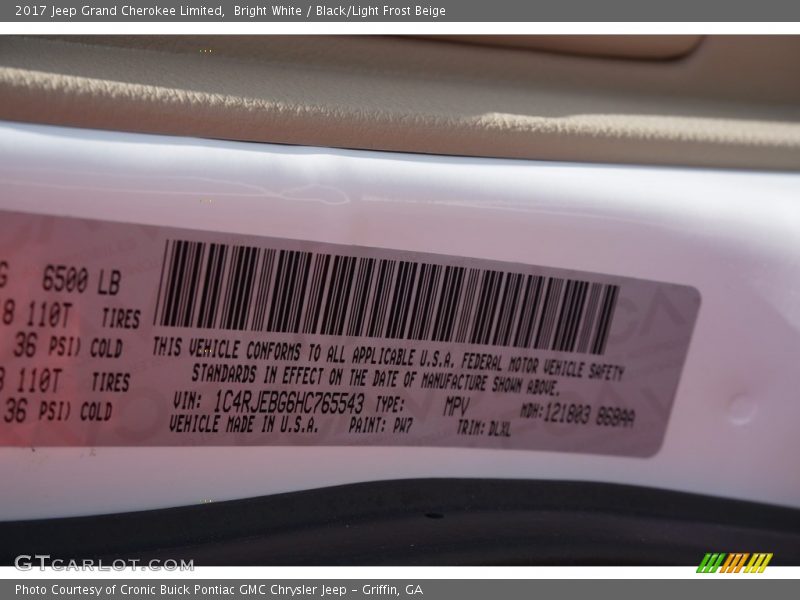 2017 Jeep Grand Cherokee Limited, Bright White / Black/Light Frost Beige
G 6500 LB
110T TIRES
36 PSI) COLD
110T TIRES
36 PSI) COLD
THIS VEHICLE CONFORMS TO ALL APPLICABLE U.S.A. FEDERAL MOTOR VEHICLE SAFETY
STANDARDS IN EFFECT ON THE DATE OF MANUFACTURE SHOWN ABOVE.
VIN: 1C4RJEBG6HC765543 TYPE: MPV MDH:121803 868AA
VEHICLE MADE IN U.S.A. PAINT: PW7 TRIM: DLXL
GTCARLOT.COM
Photo Courtesy of Cronic Buick Pontiac GMC Chrysler Jeep - Griffin, GA